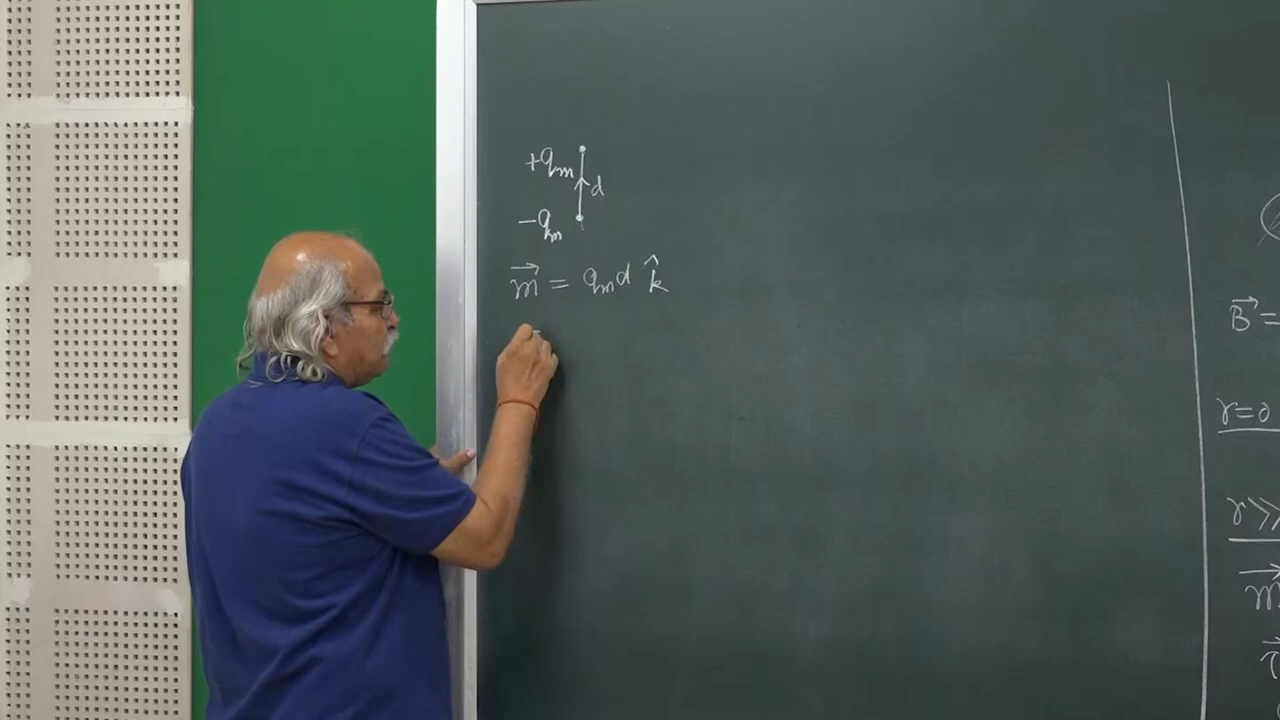 +q_m
d
−q_m
m⃗ = q_m d k̂
B⃗ =
r=0
r>>
m⃗
τ⃗